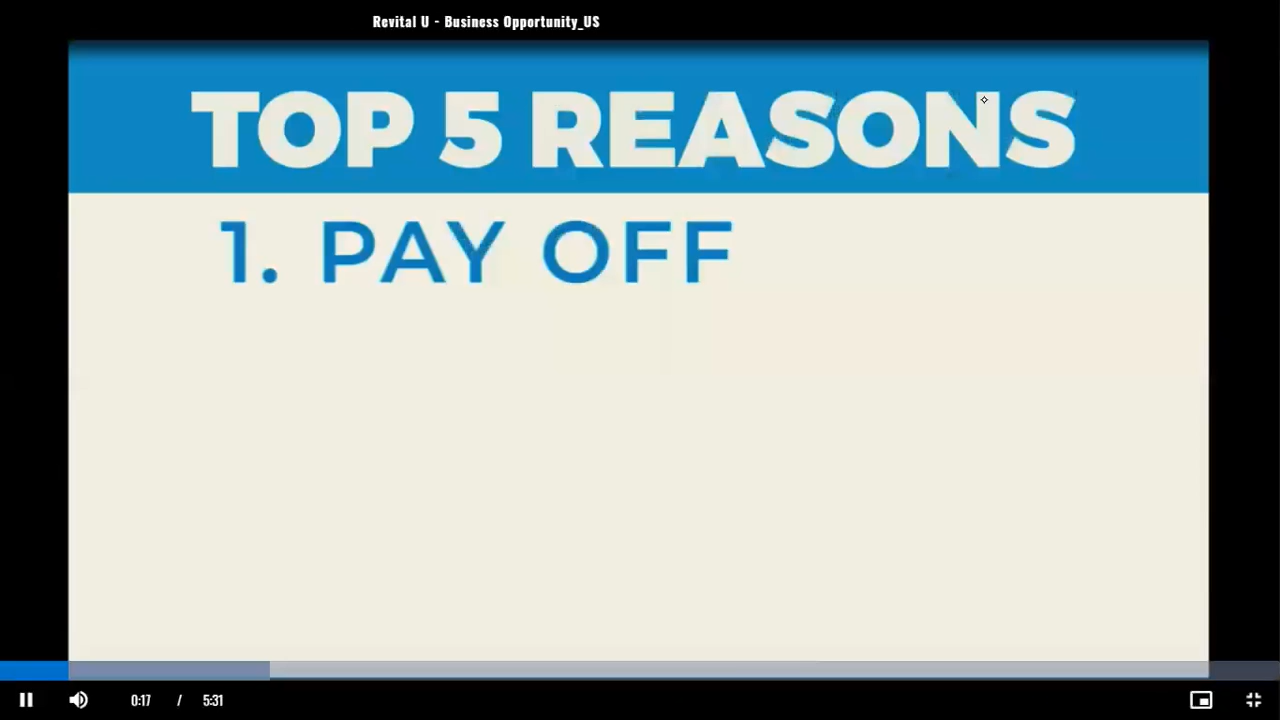 Revital U - Business Opportunity_US
TOP 5 REASONS
1. PAY OFF
0:17 / 5:31